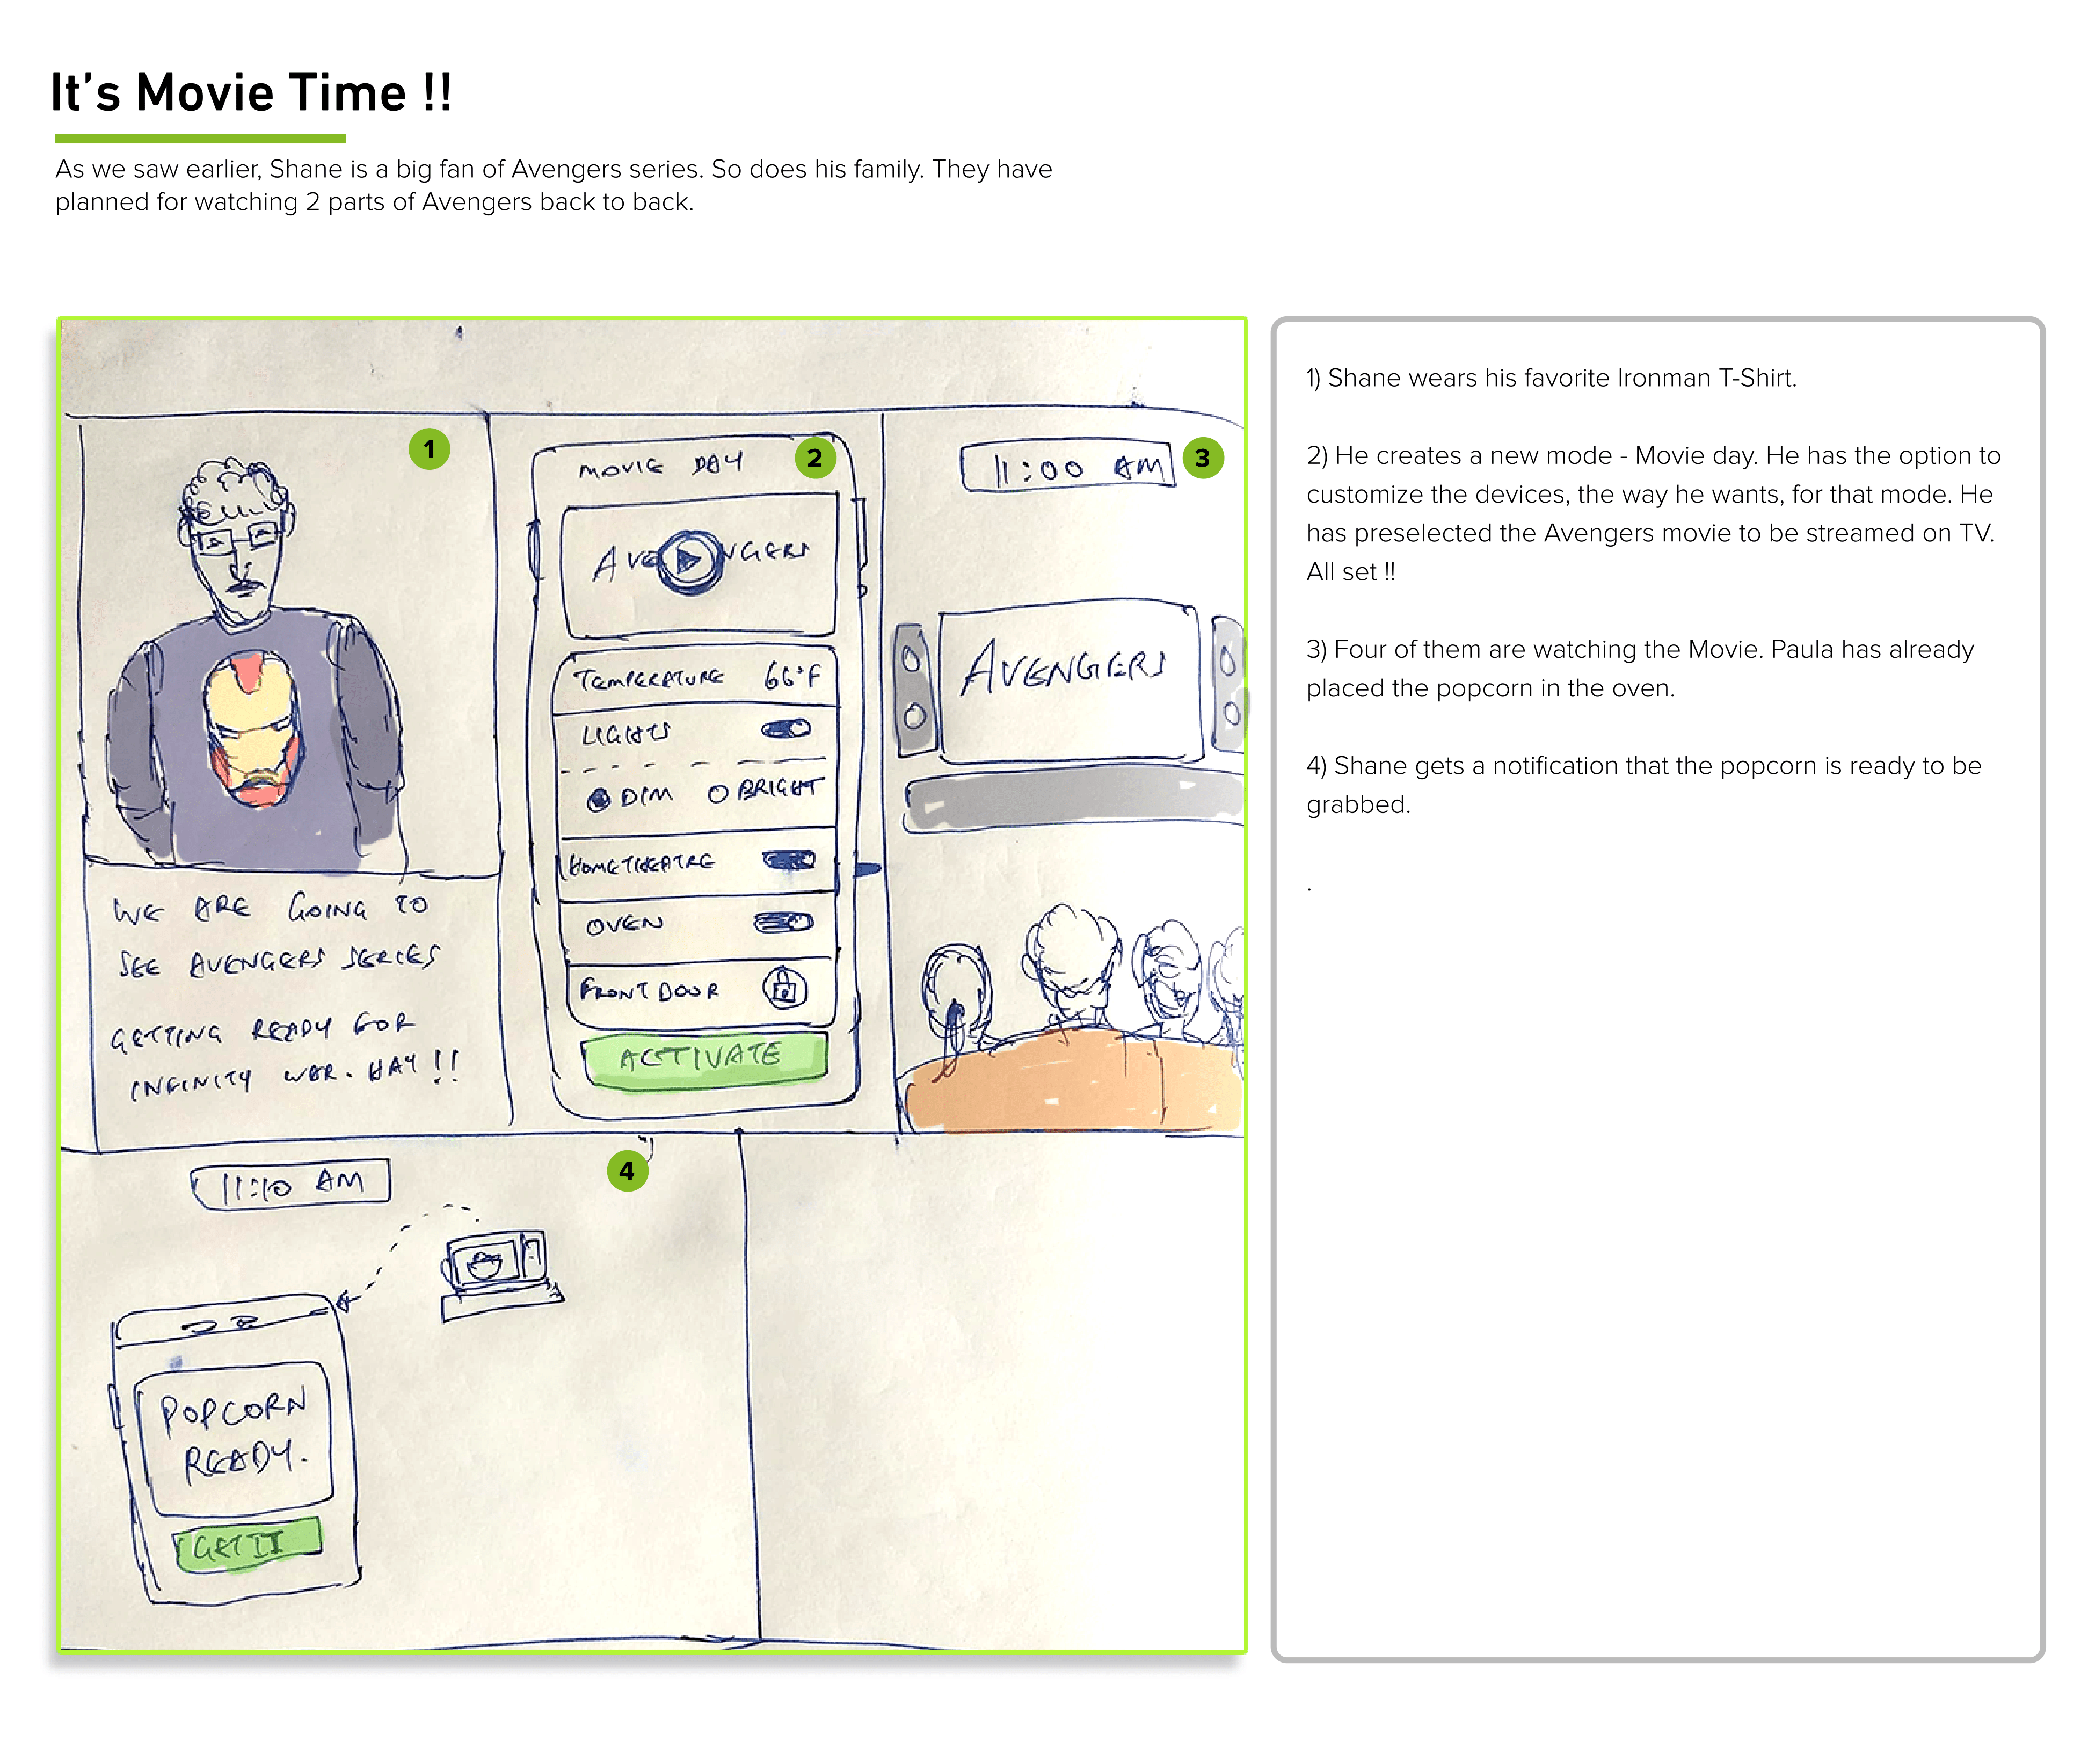 It's Movie Time !!
As we saw earlier, Shane is a big fan of Avengers series. So does his family. They have
planned for watching 2 parts of Avengers back to back.
1
WE ARE GOING TO
SEE AVENGERS SERIES
GETTING READY FOR
INFINITY WAR. HAY !!
2
MOVIE DAY
AVENGERS
TEMPERATURE 66°F
LIGHTS
DIM BRIGHT
HOMETHEATRE
OVEN
FRONT DOOR
ACTIVATE
3
11:00 AM
AVENGERS
4
11:10 AM
POPCORN
READY.
GET IT
1) Shane wears his favorite Ironman T-Shirt.
2) He creates a new mode - Movie day. He has the option to
customize the devices, the way he wants, for that mode. He
has preselected the Avengers movie to be streamed on TV.
All set !!
3) Four of them are watching the Movie. Paula has already
placed the popcorn in the oven.
4) Shane gets a notification that the popcorn is ready to be
grabbed.
.